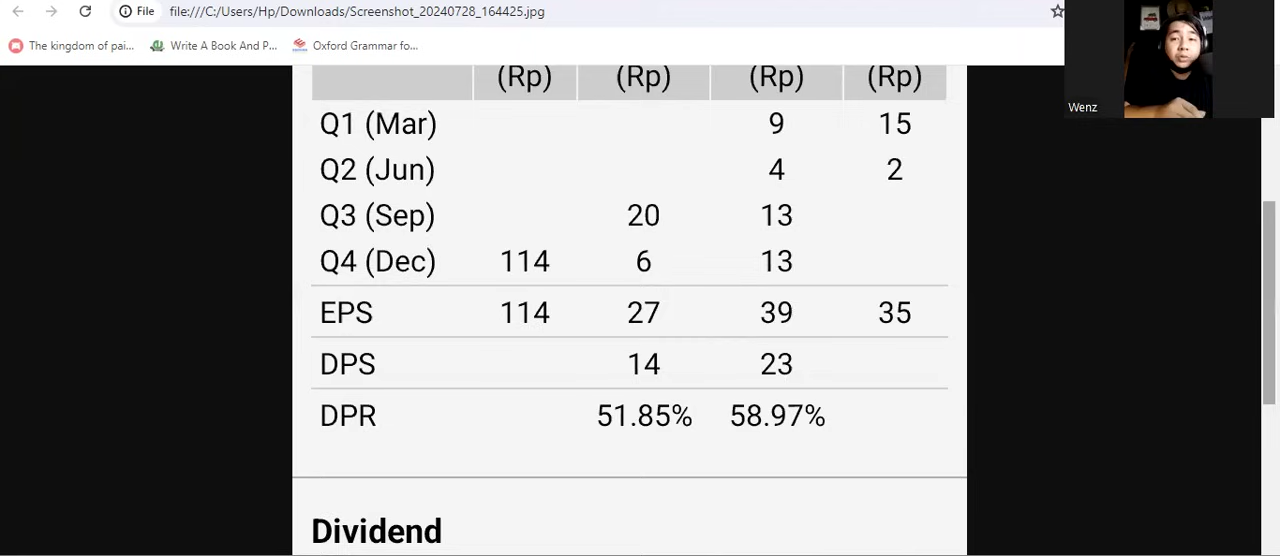 File file:///C:/Users/Hp/Downloads/Screenshot_20240728_164425.jpg
The kingdom of pai... Write A Book And P... Oxford Grammar fo...
Wenz
(Rp) (Rp) (Rp) (Rp)
Q1 (Mar) 9 15
Q2 (Jun) 4 2
Q3 (Sep) 20 13
Q4 (Dec) 114 6 13
EPS 114 27 39 35
DPS 14 23
DPR 51.85% 58.97%
Dividend